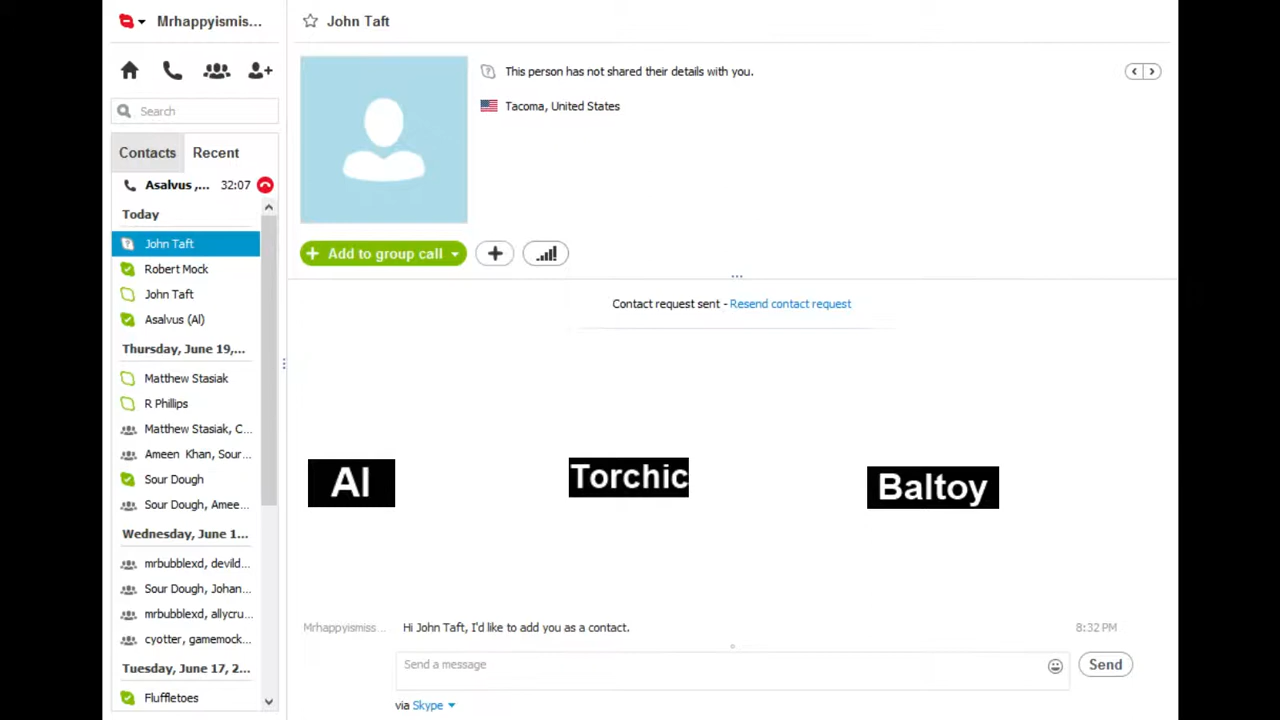 Mrhappyismis...
John Taft
Search
Contacts
Recent
Asalvus ,... 32:07
Today
John Taft
Robert Mock
John Taft
Asalvus (Al)
Thursday, June 19,...
Matthew Stasiak
R Phillips
Matthew Stasiak, C...
Ameen Khan, Sour...
Sour Dough
Sour Dough, Amee...
Wednesday, June 1...
mrbubblexd, devild...
Sour Dough, Johan...
mrbubblexd, allycru...
cyotter, gamemock...
Tuesday, June 17, 2...
Fluffletoes
This person has not shared their details with you.
Tacoma, United States
Add to group call
Contact request sent - Resend contact request
Al
Torchic
Baltoy
Mrhappyismiss... Hi John Taft, I'd like to add you as a contact. 8:32 PM
Send a message
Send
via Skype